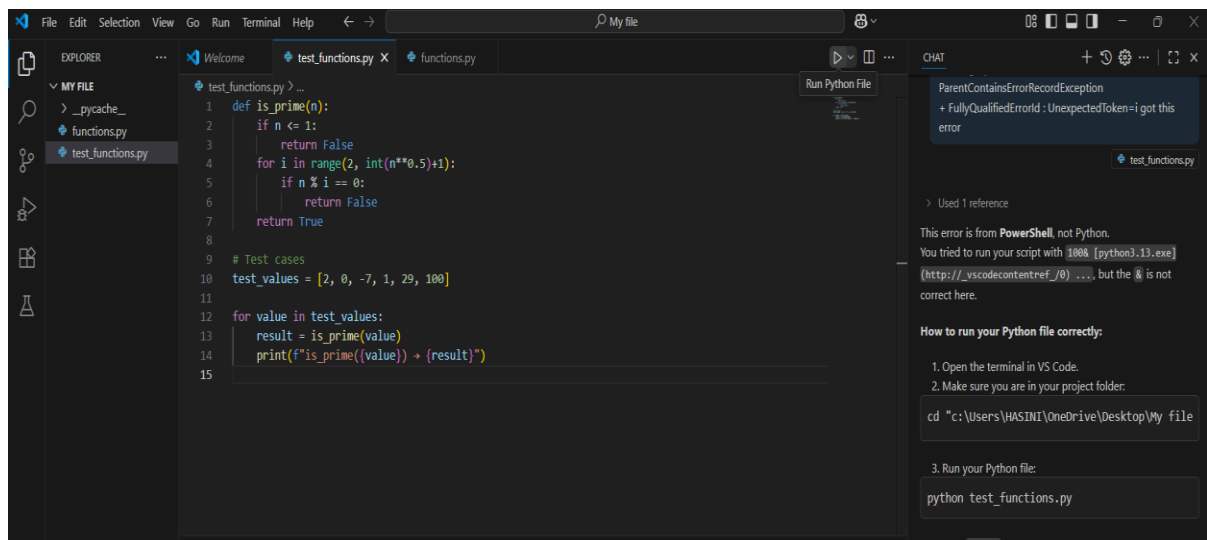 File Edit Selection View Go Run Terminal Help
My file
EXPLORER
MY FILE
_pycache_
functions.py
test_functions.py
Welcome
test_functions.py
functions.py
Run Python File
test_functions.py > ...
1 def is_prime(n):
2 if n <= 1:
3 return False
4 for i in range(2, int(n**0.5)+1):
5 if n % i == 0:
6 return False
7 return True
8
9 # Test cases
10 test_values = [2, 0, -7, 1, 29, 100]
11
12 for value in test_values:
13 result = is_prime(value)
14 print(f"is_prime({value}) → {result}")
15
CHAT
ParentContainsErrorRecordException
+ FullyQualifiedErrorId : UnexpectedToken=i got this
error
test_functions.py
> Used 1 reference
This error is from PowerShell, not Python.
You tried to run your script with 100& [python3.13.exe]
(http://_vscodecontentref_/0) ..., but the & is not
correct here.
How to run your Python file correctly:
1. Open the terminal in VS Code.
2. Make sure you are in your project folder:
cd "c:\Users\HASINI\OneDrive\Desktop\My file
3. Run your Python file:
python test_functions.py